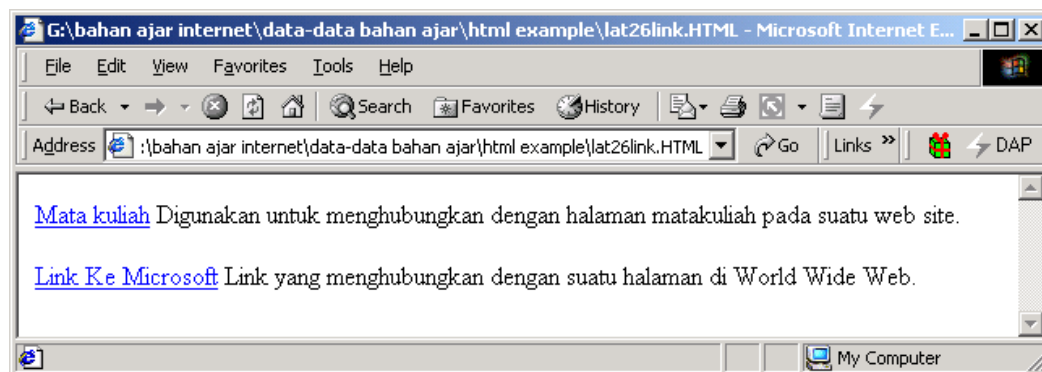 G:\bahan ajar internet\data-data bahan ajar\html example\lat26link.HTML - Microsoft Internet E...
File Edit View Favorites Tools Help
Back Search Favorites History
Address :\bahan ajar internet\data-data bahan ajar\html example\lat26link.HTML Go Links » DAP
Mata kuliah Digunakan untuk menghubungkan dengan halaman matakuliah pada suatu web site.
Link Ke Microsoft Link yang menghubungkan dengan suatu halaman di World Wide Web.
My Computer